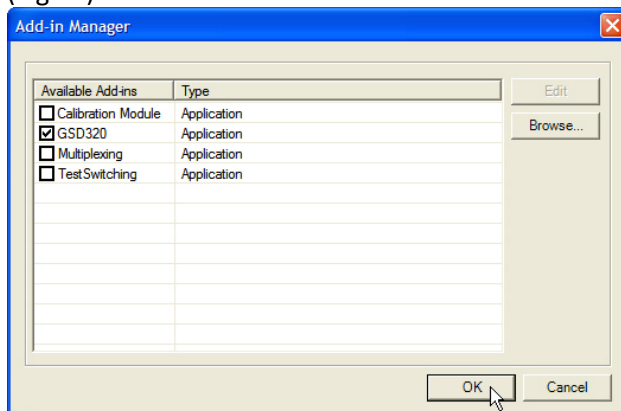 Add-in Manager
Available Add-ins Type
Calibration Module Application
GSD320 Application
Multiplexing Application
TestSwitching Application
Edit
Browse...
OK Cancel